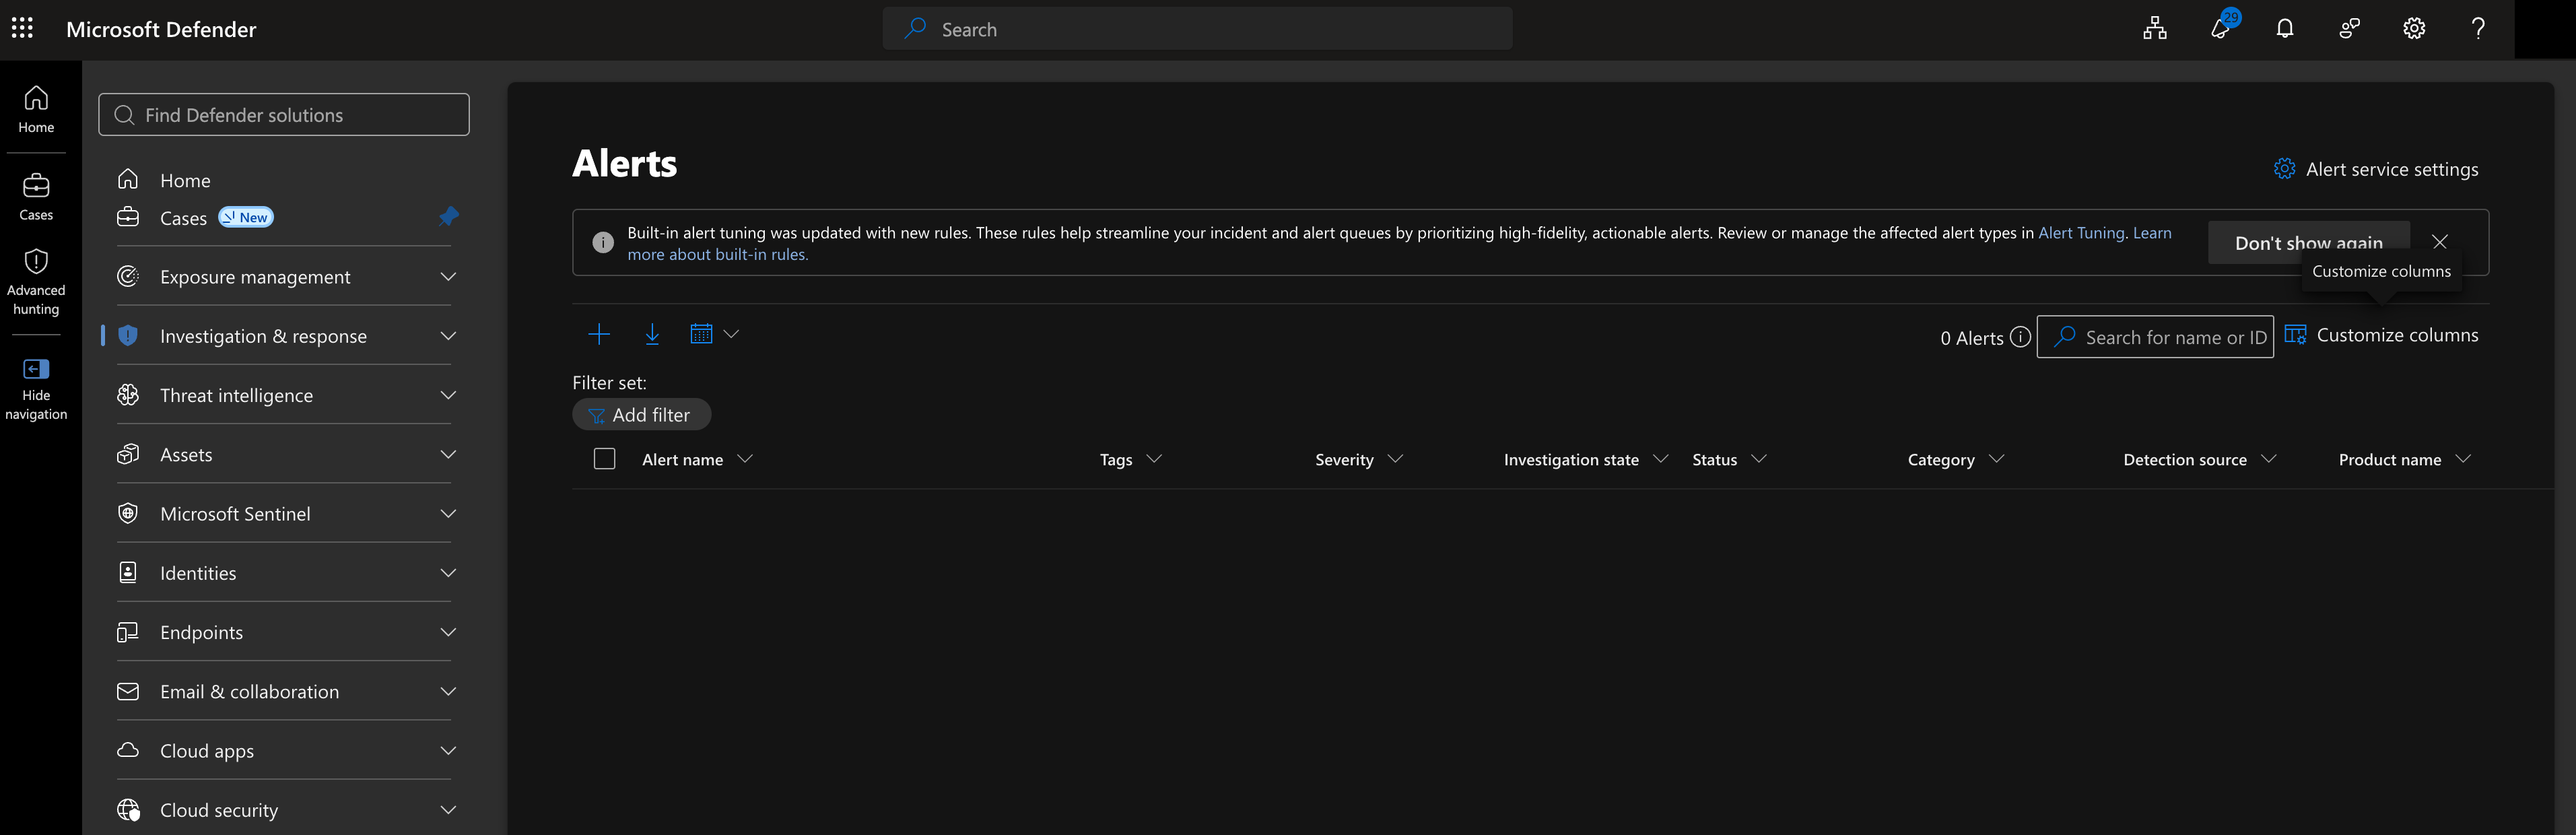 Microsoft Defender
Search
29
Home
Cases
Advanced
hunting
Hide
navigation
Find Defender solutions
Home
Cases New
Exposure management
Investigation & response
Threat intelligence
Assets
Microsoft Sentinel
Identities
Endpoints
Email & collaboration
Cloud apps
Cloud security
Alerts
Alert service settings
Built-in alert tuning was updated with new rules. These rules help streamline your incident and alert queues by prioritizing high-fidelity, actionable alerts. Review or manage the affected alert types in Alert Tuning. Learn
more about built-in rules.
Don't show again
Customize columns
0 Alerts
Search for name or ID
Customize columns
Filter set:
Add filter
Alert name Tags Severity Investigation state Status Category Detection source Product name